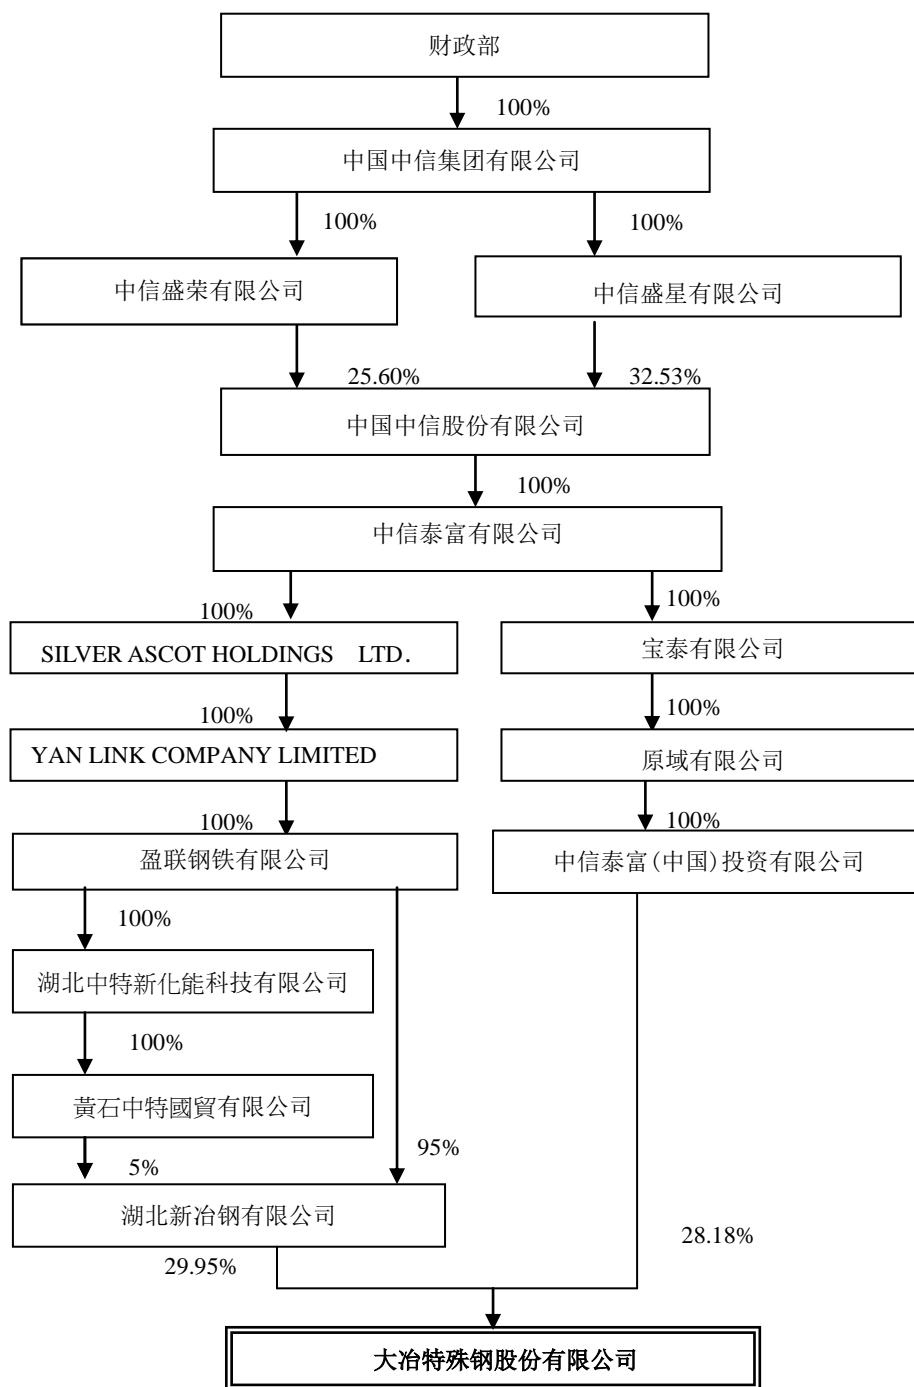 财政部
100%
中国中信集团有限公司
100%
100%
中信盛荣有限公司
中信盛星有限公司
25.60%
32.53%
中国中信股份有限公司
100%
中信泰富有限公司
100%
100%
SILVER ASCOT HOLDINGS LTD.
宝泰有限公司
100%
100%
YAN LINK COMPANY LIMITED
原域有限公司
100%
100%
盈联钢铁有限公司
中信泰富(中国)投资有限公司
100%
湖北中特新化能科技有限公司
100%
黃石中特國貿有限公司
95%
5%
湖北新冶钢有限公司
28.18%
29.95%
大冶特殊钢股份有限公司